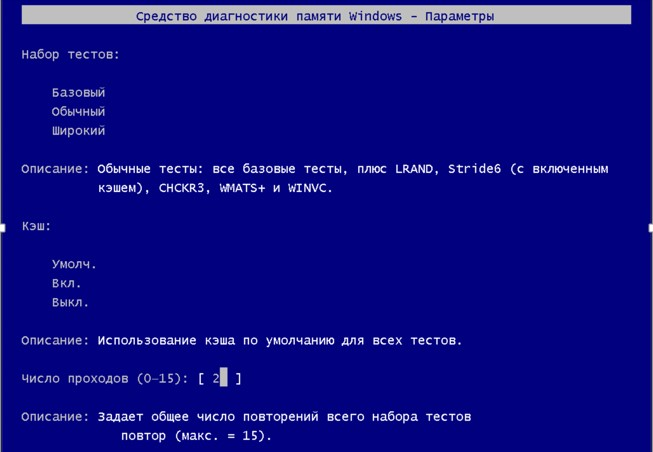 Средство диагностики памяти Windows - Параметры
Набор тестов:
Базовый
Обычный
Широкий
Описание: Обычные тесты: все базовые тесты, плюс LRAND, Stride6 (с включенным
кэшем), CHCKR3, WMATS+ и WINVC.
Кэш:
Умолч.
Вкл.
Выкл.
Описание: Использование кэша по умолчанию для всех тестов.
Число проходов (0-15): [ 2 ]
Описание: Задает общее число повторений всего набора тестов
повтор (макс. = 15).